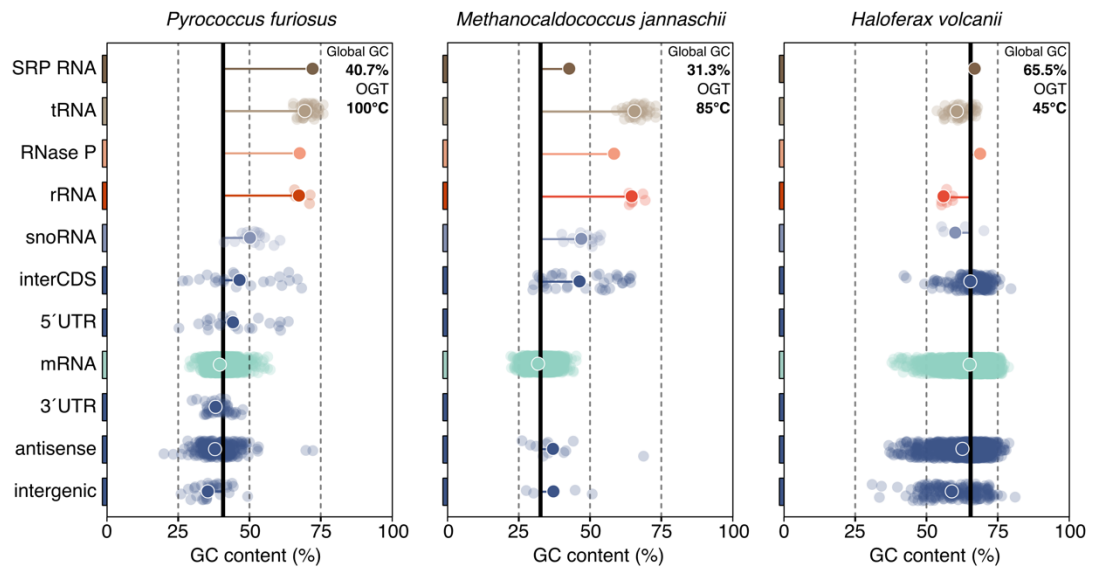 Pyrococcus furiosus
Methanocaldococcus jannaschii
Haloferax volcanii
SRP RNA
tRNA
RNase P
rRNA
snoRNA
interCDS
5´UTR
mRNA
3´UTR
antisense
intergenic
Global GC
40.7%
OGT
100°C
0 25 50 75 100
GC content (%)
Global GC
31.3%
OGT
85°C
0 25 50 75 100
GC content (%)
Global GC
65.5%
OGT
45°C
0 25 50 75 100
GC content (%)